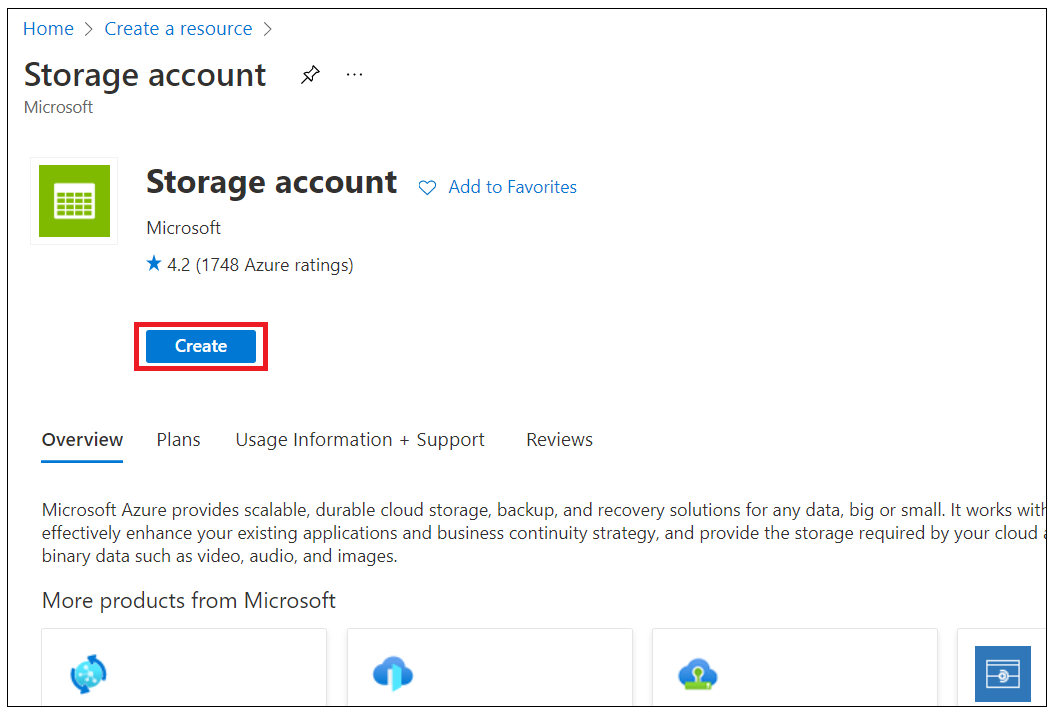 Home > Create a resource >
Storage account
Microsoft
Storage account Add to Favorites
Microsoft
4.2 (1748 Azure ratings)
Create
Overview Plans Usage Information + Support Reviews
Microsoft Azure provides scalable, durable cloud storage, backup, and recovery solutions for any data, big or small. It works with
effectively enhance your existing applications and business continuity strategy, and provide the storage required by your cloud
binary data such as video, audio, and images.
More products from Microsoft